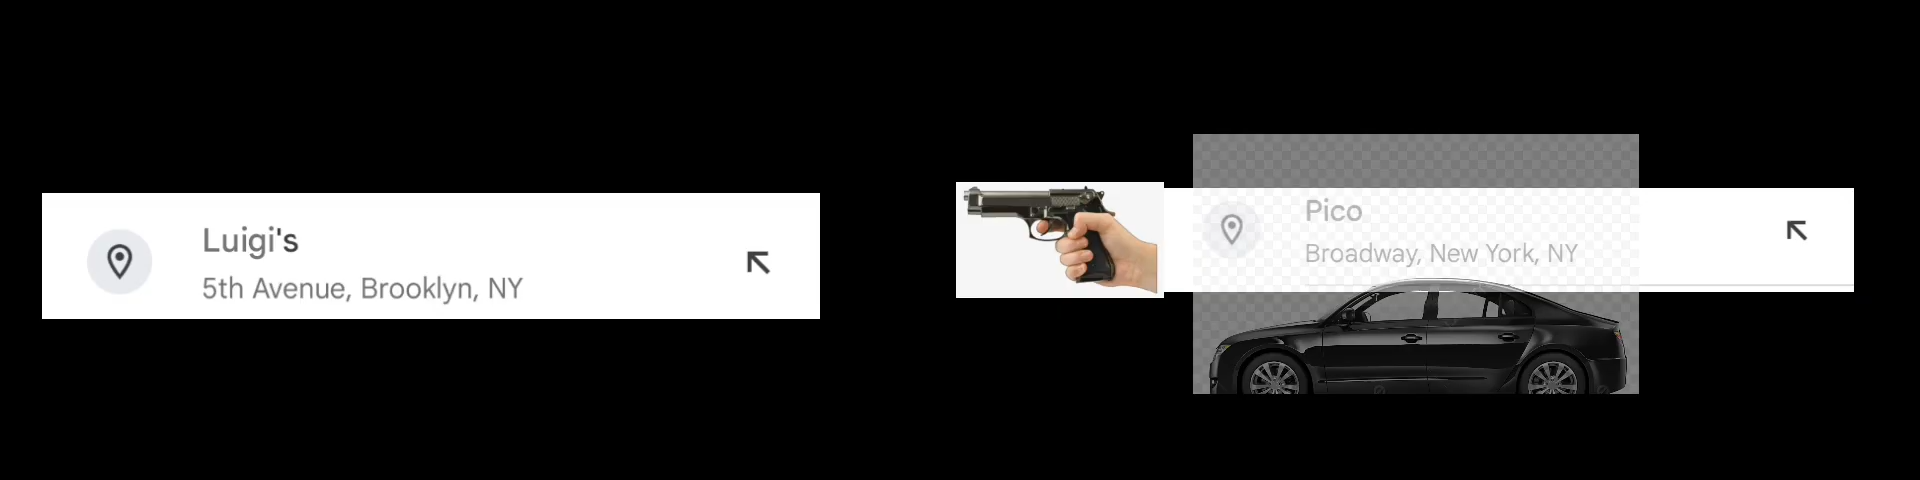 Luigi's
5th Avenue, Brooklyn, NY
Pico
Broadway, New York, NY